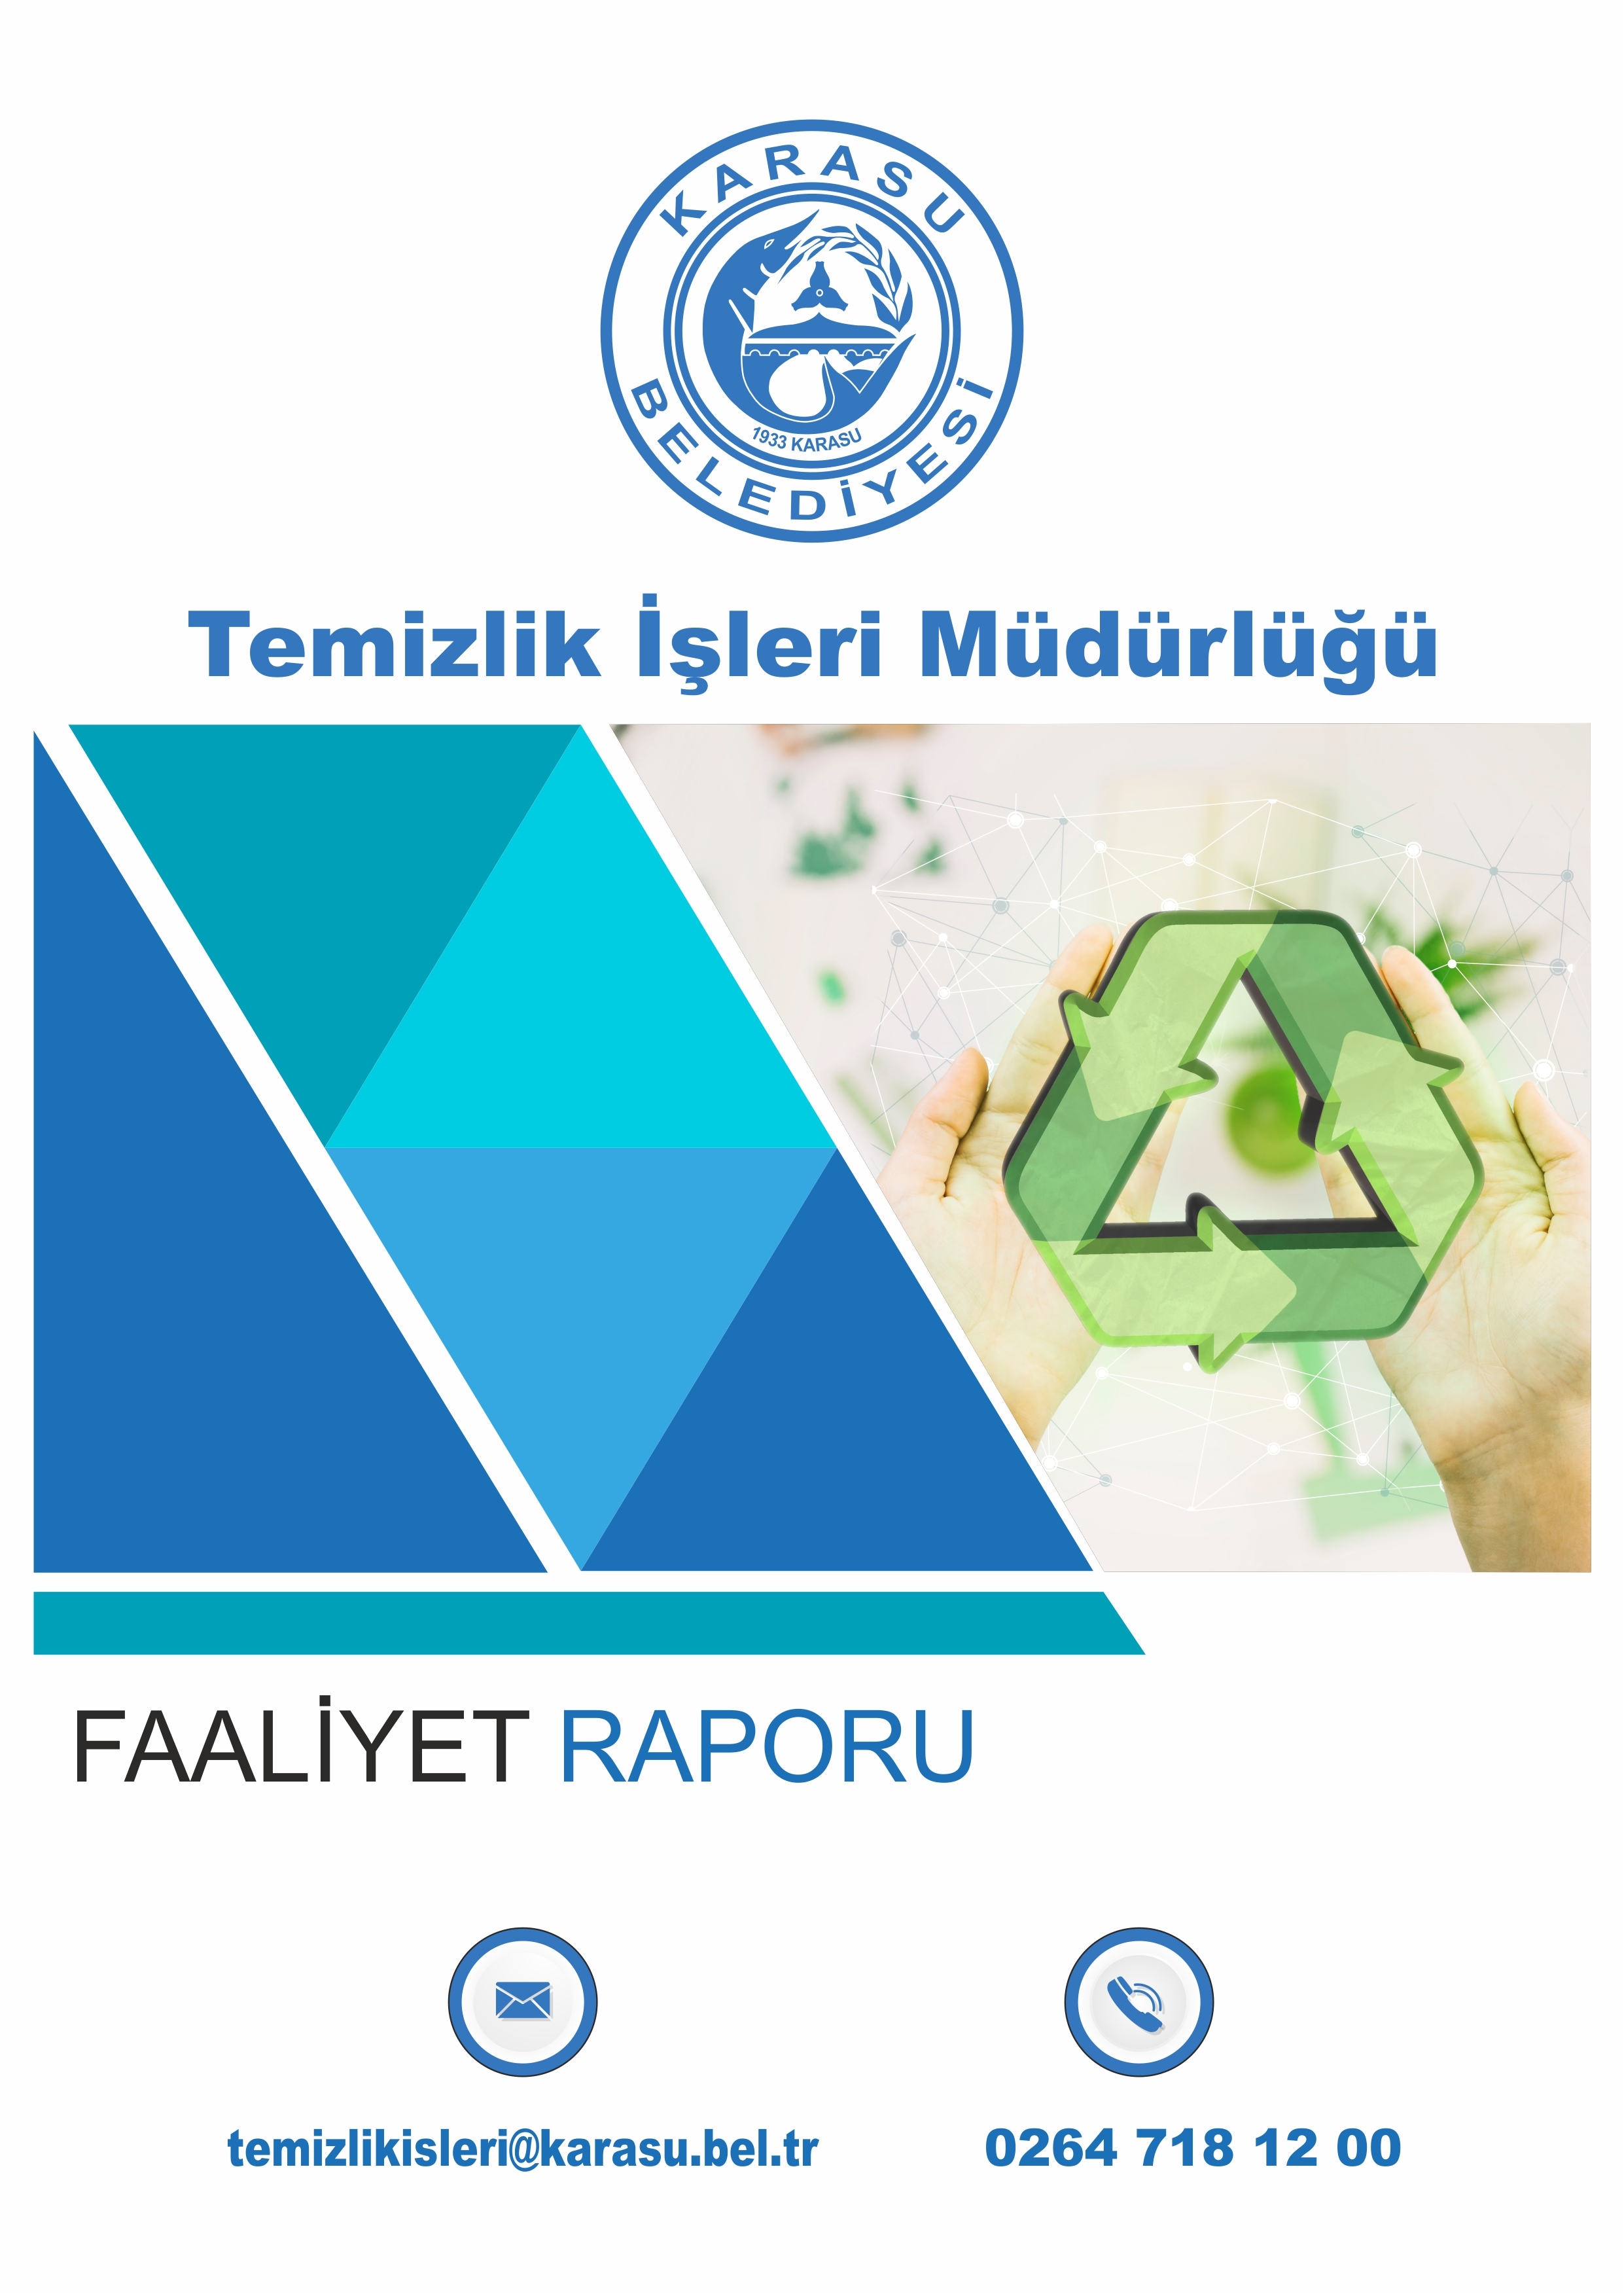 KARASU
BELEDİYESİ
1933 KARASU
Temizlik İşleri Müdürlüğü
FAALİYET RAPORU
temizlikisleri@karasu.bel.tr
0264 718 12 00